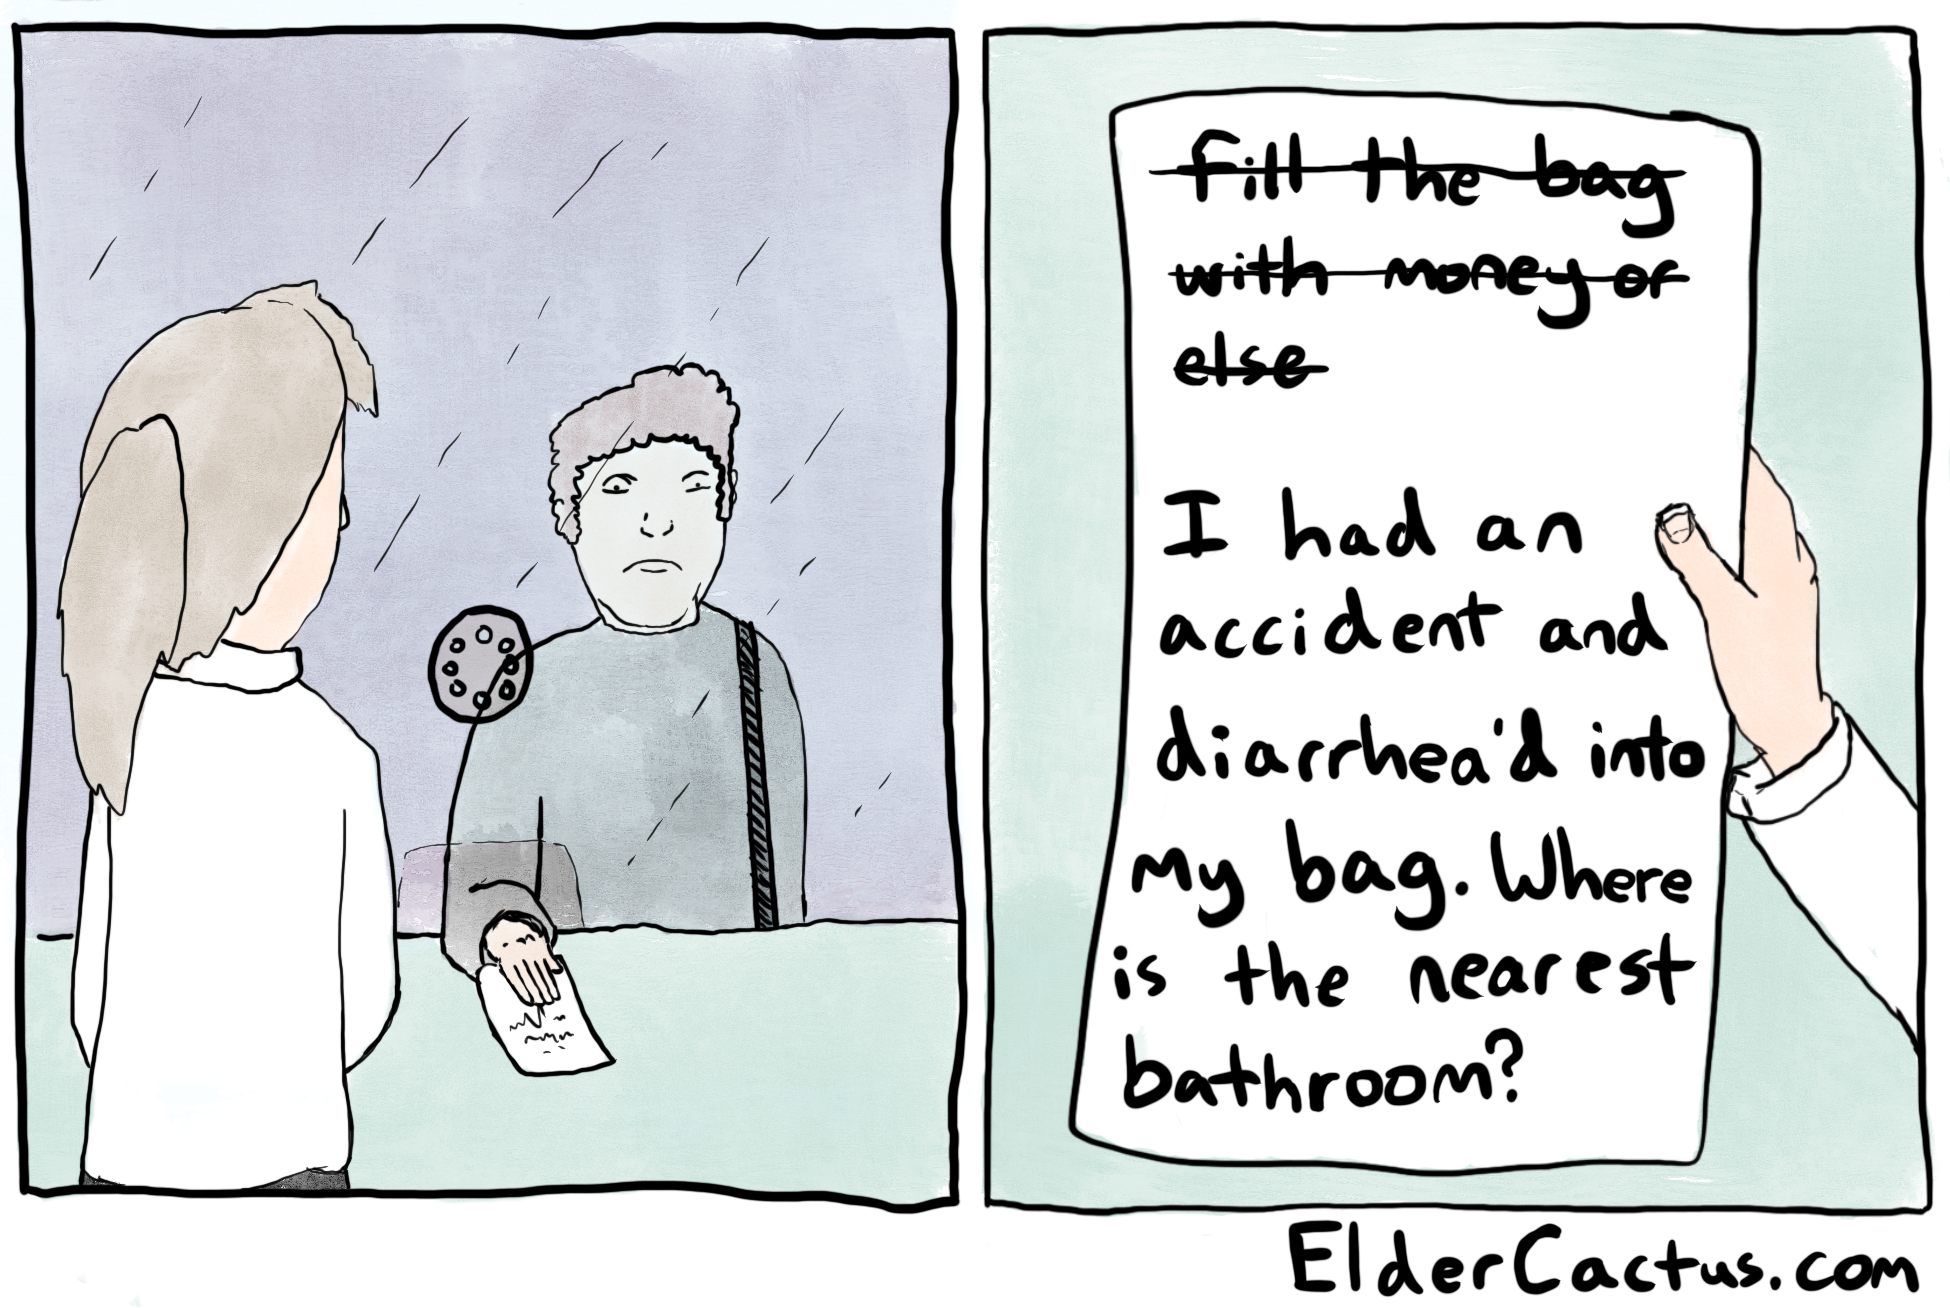 fill the bag
with money or
else
I had an
accident and
diarrhea'd into
my bag. Where
is the nearest
bathroom?
ElderCactus.com